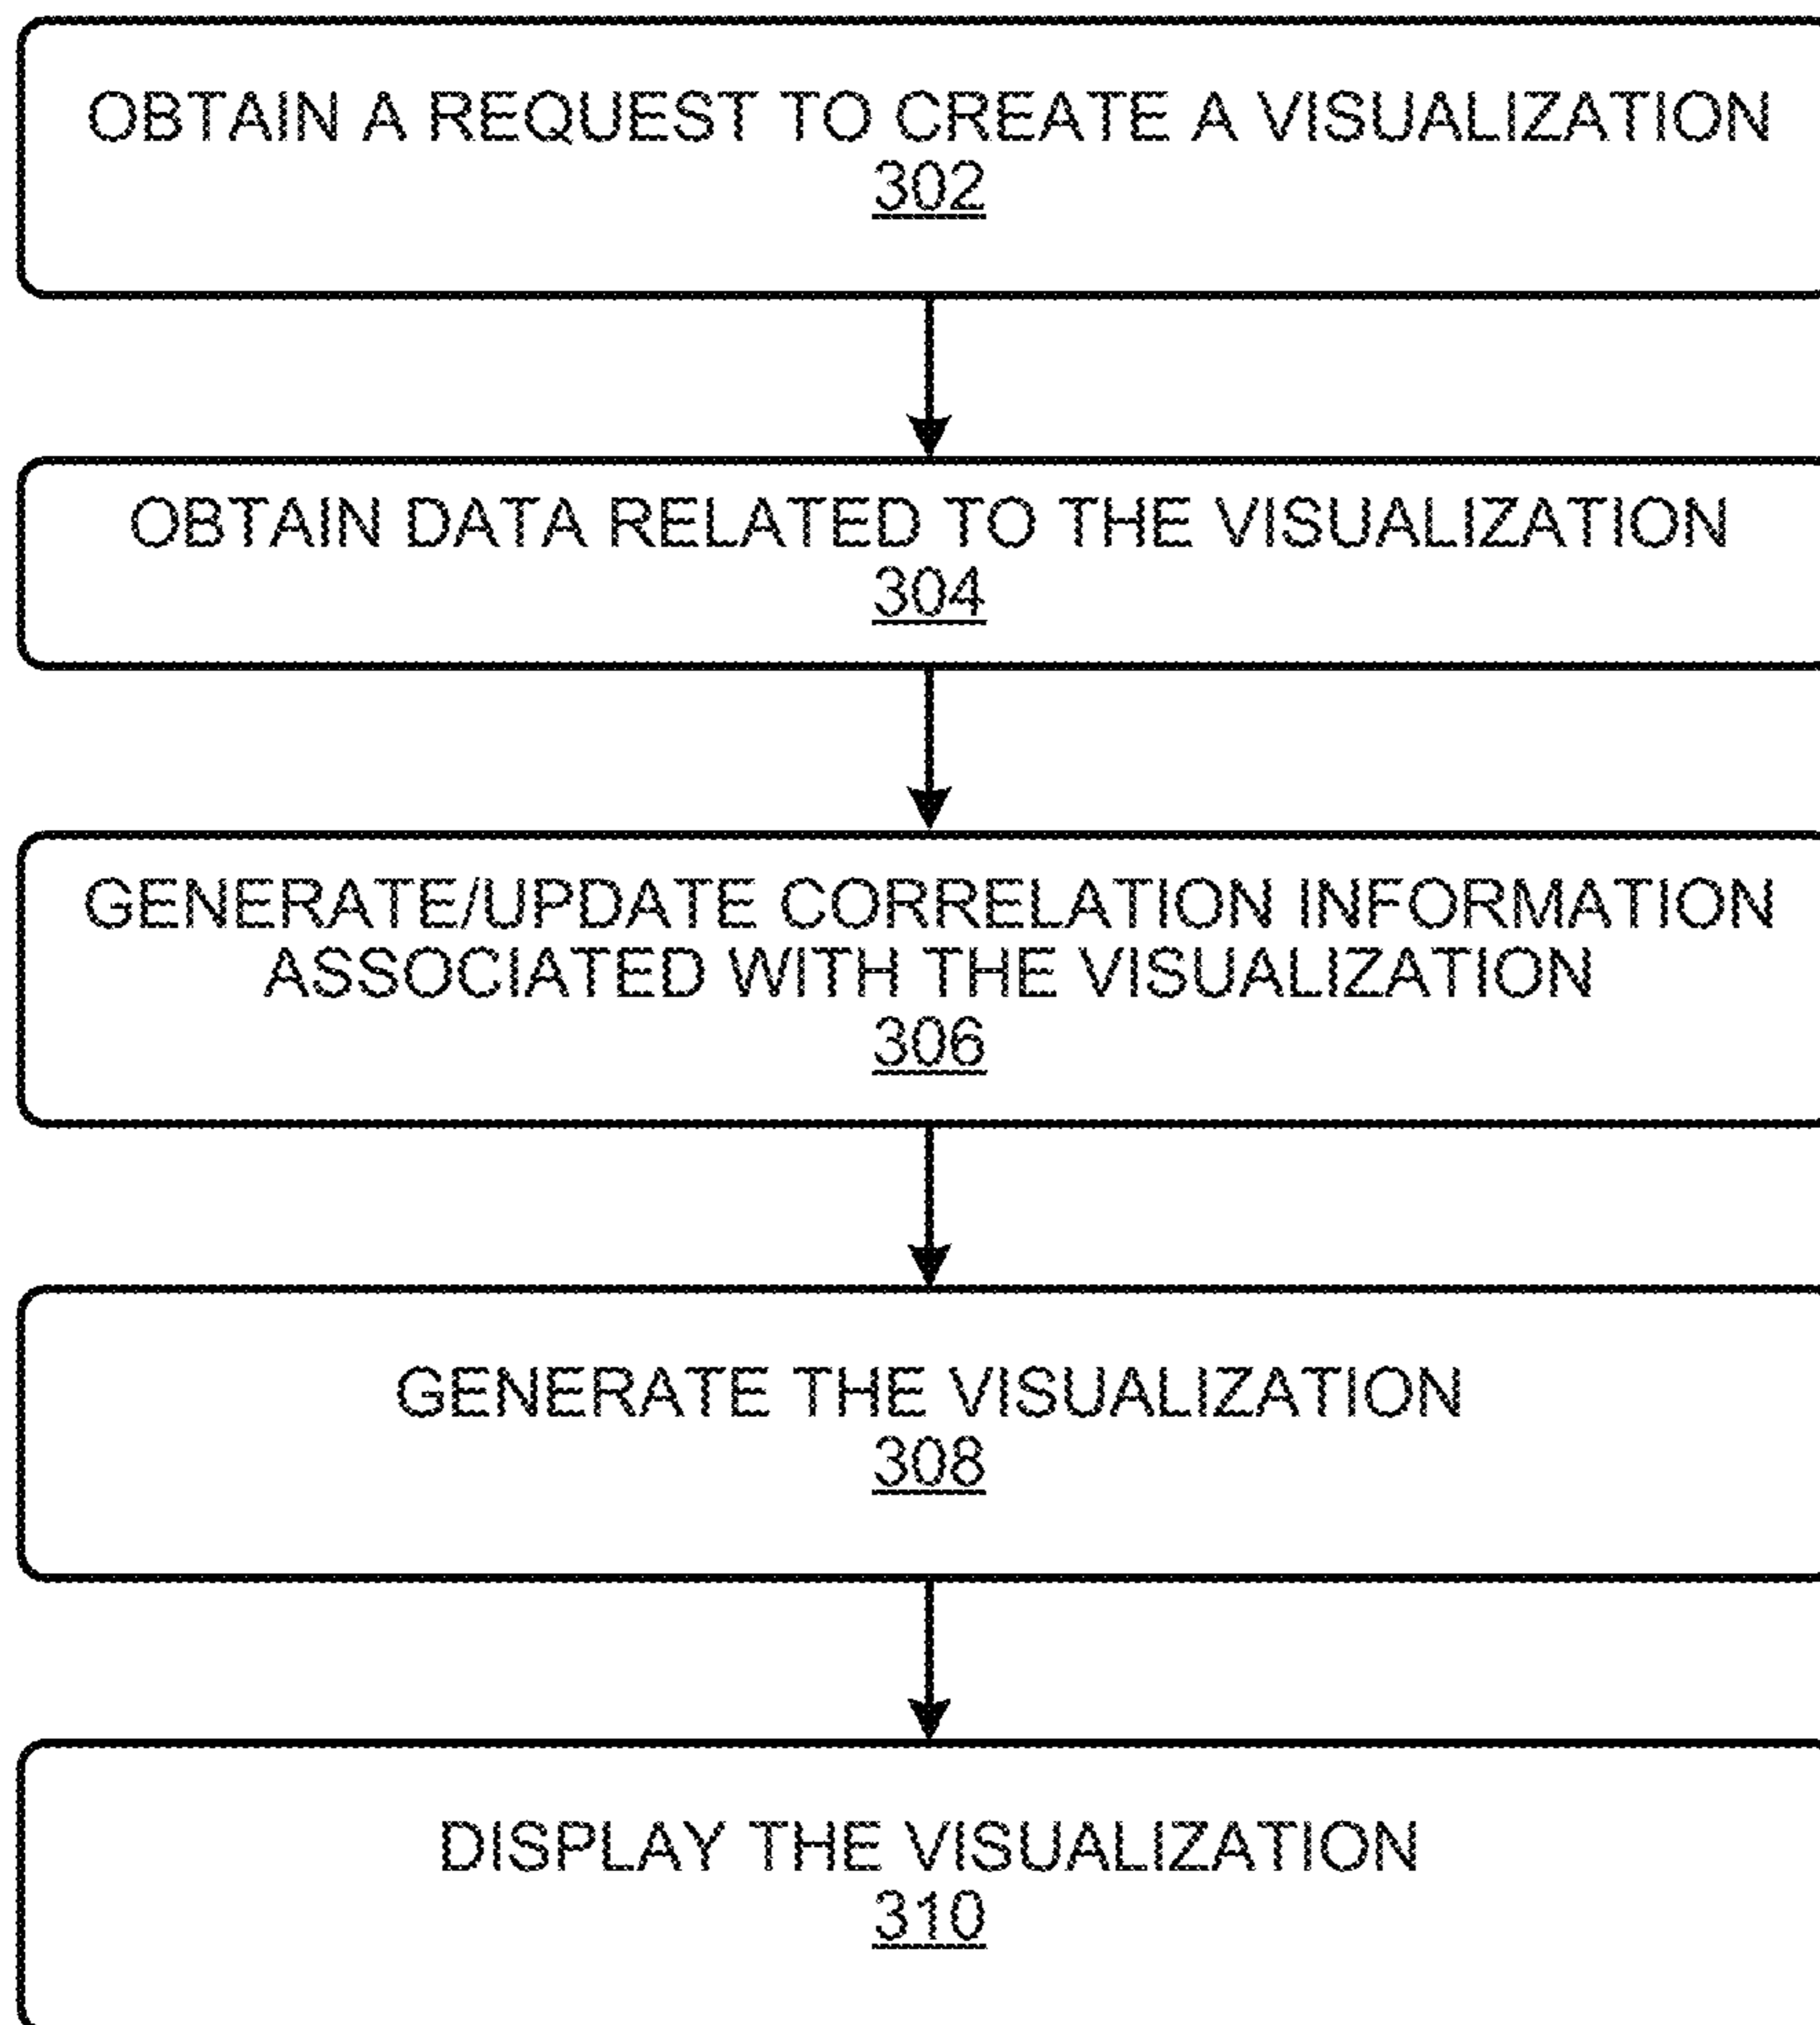 OBTAIN A REQUEST TO CREATE A VISUALIZATION
302
OBTAIN DATA RELATED TO THE VISUALIZATION
304
GENERATE/UPDATE CORRELATION INFORMATION
ASSOCIATED WITH THE VISUALIZATION
306
GENERATE THE VISUALIZATION
308
DISPLAY THE VISUALIZATION
310